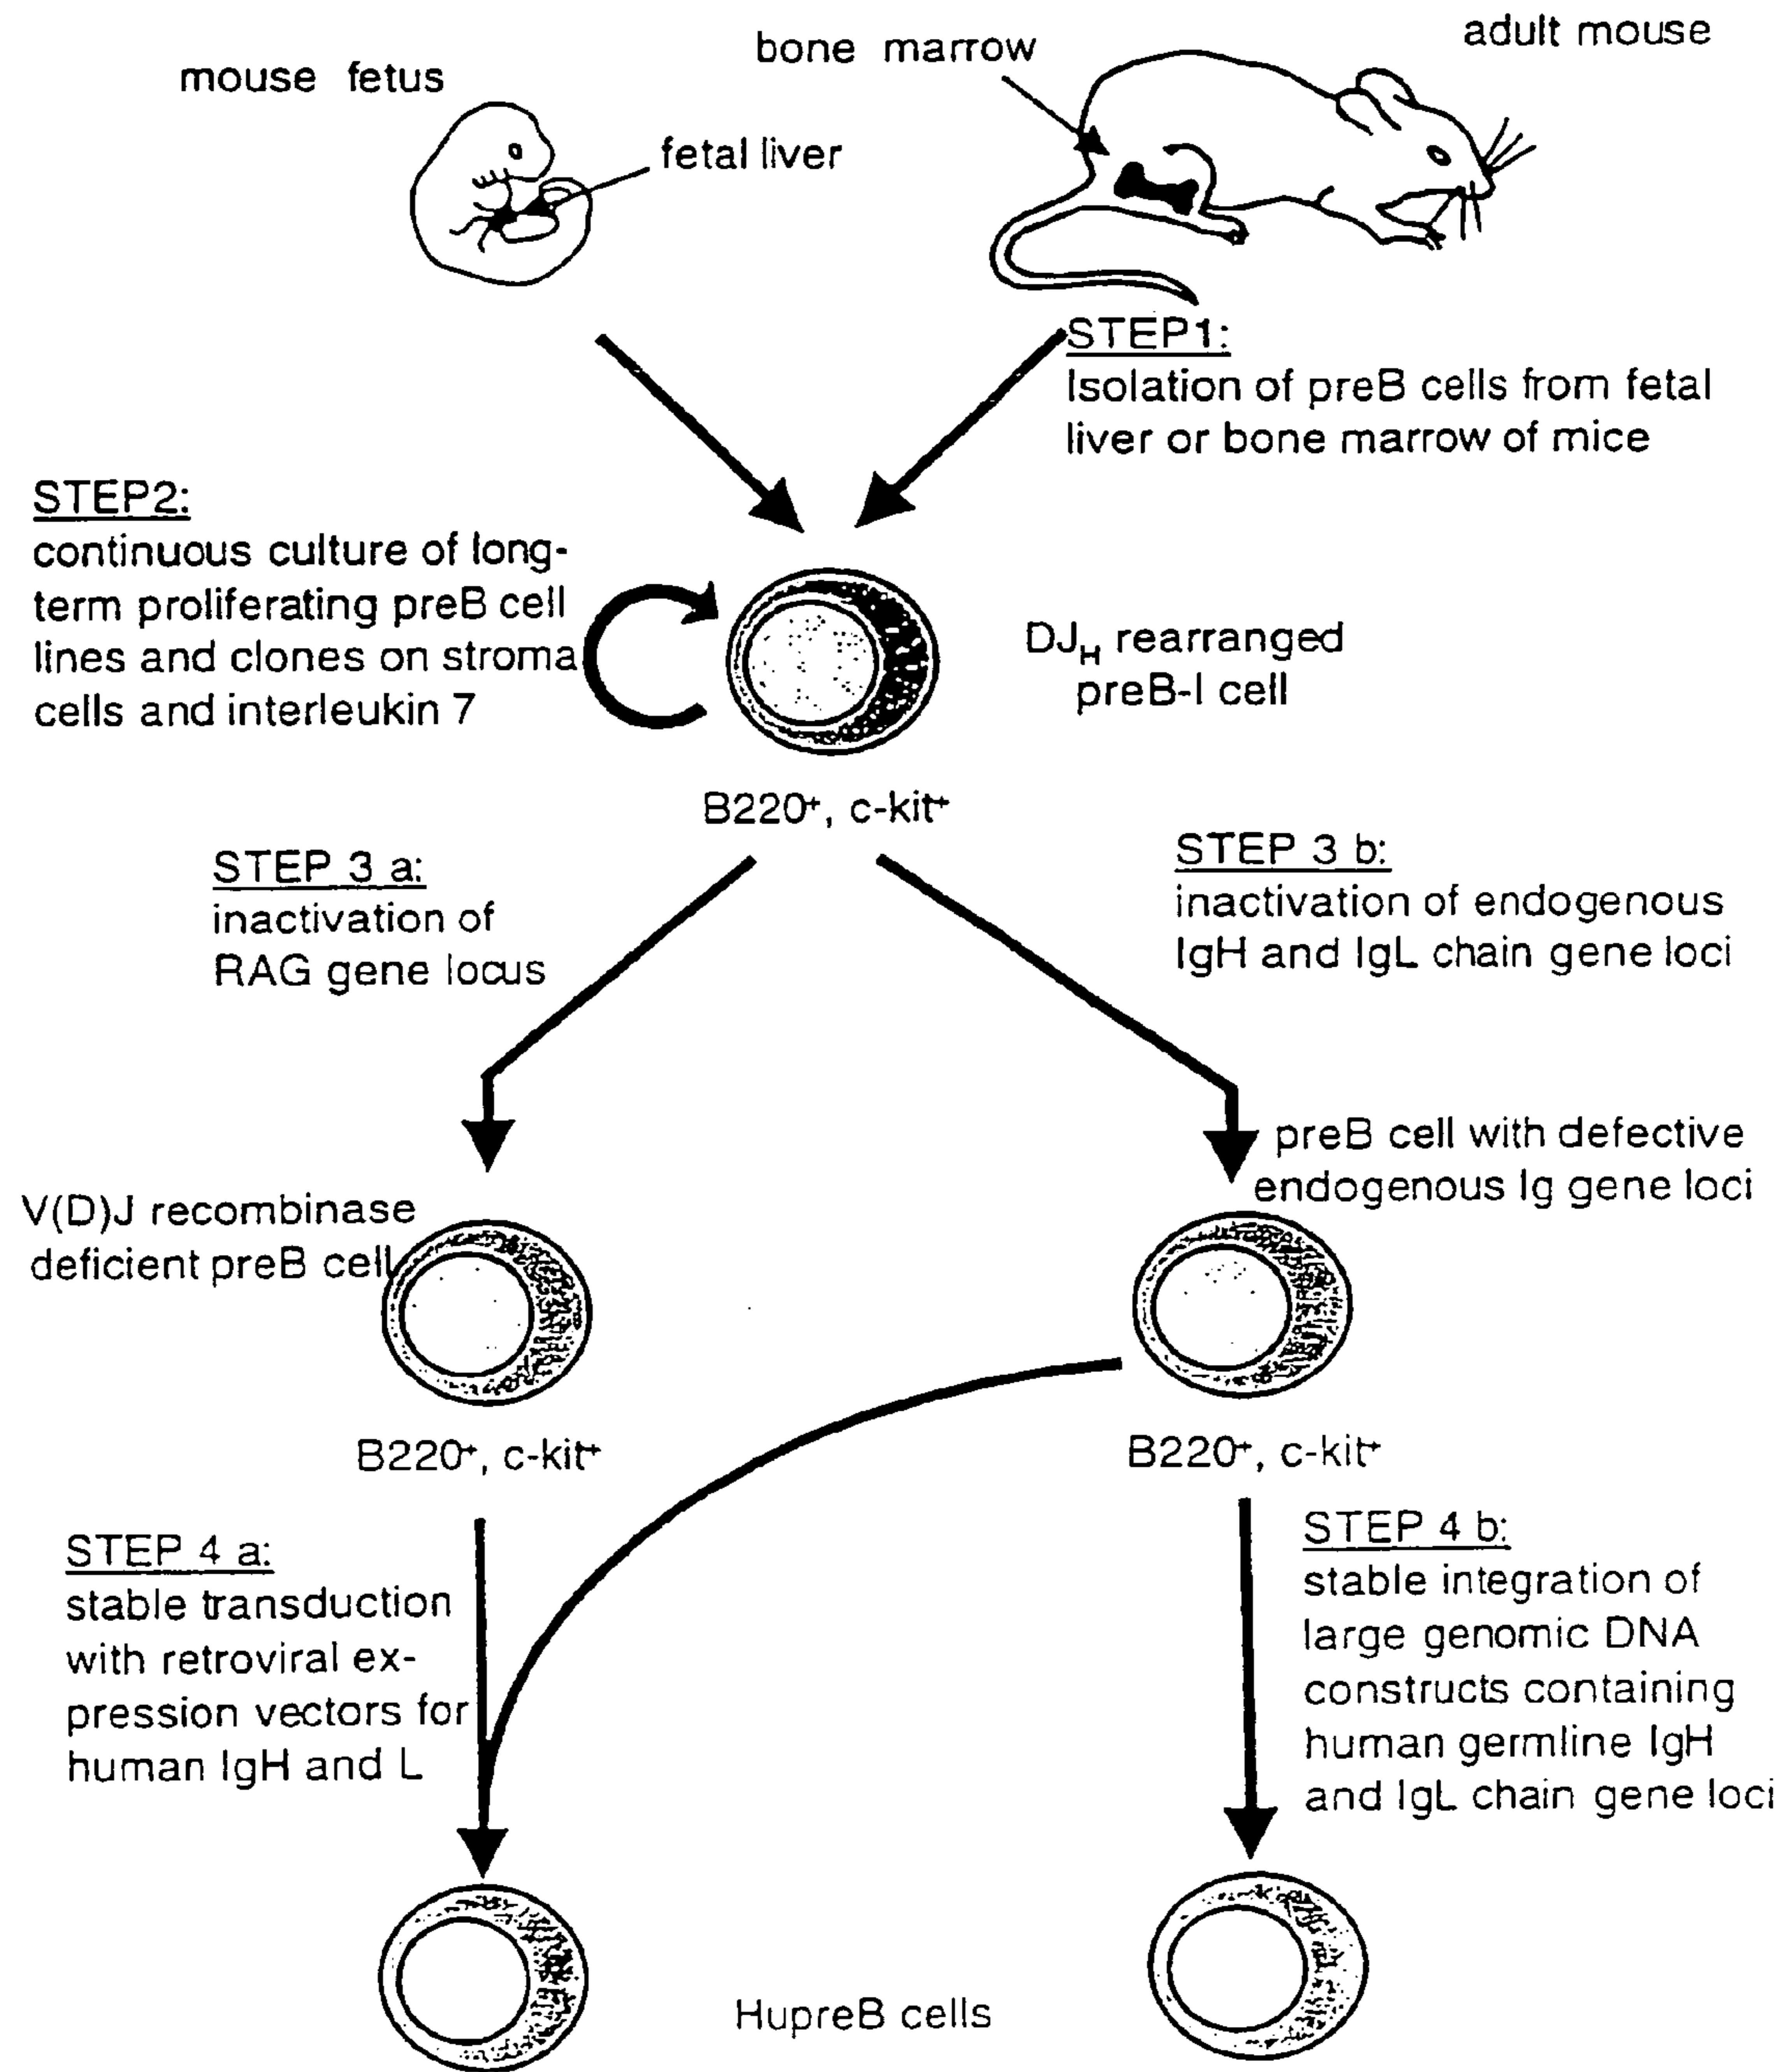 mouse fetus
bone marrow
adult mouse
fetal liver
STEP1:
Isolation of preB cells from fetal
liver or bone marrow of mice
STEP2:
continuous culture of long-
term proliferating preB cell
lines and clones on stroma
cells and interleukin 7
DJH rearranged
preB-I cell
B220+, c-kit+
STEP 3 a:
inactivation of
RAG gene locus
STEP 3 b:
inactivation of endogenous
IgH and IgL chain gene loci
V(D)J recombinase
deficient preB cell
preB cell with defective
endogenous Ig gene loci
B220+, c-kit+
B220+, c-kit+
STEP 4 a:
stable transduction
with retroviral ex-
pression vectors for
human IgH and L
STEP 4 b:
stable integration of
large genomic DNA
constructs containing
human germline IgH
and IgL chain gene loci
HupreB cells